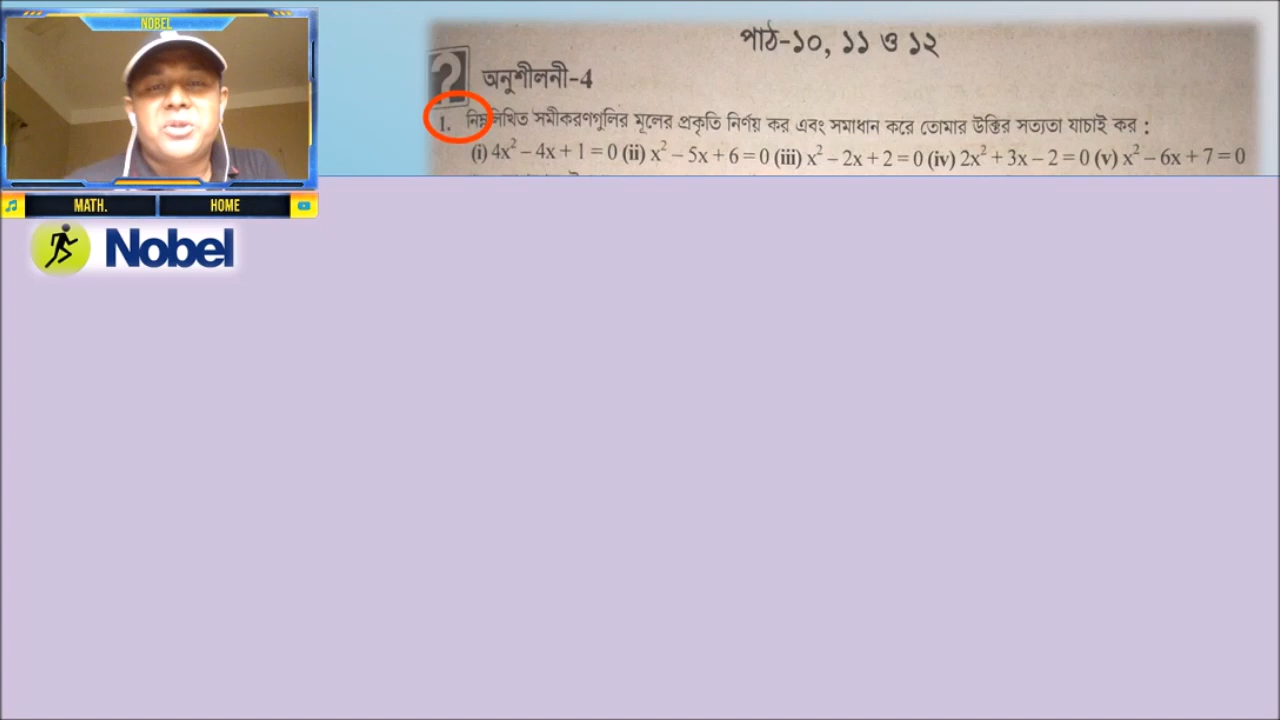 NOBEL
MATH. HOME
Nobel
পাঠ-১০, ১১ ও ১২
?
অনুশীলনী-4
1. নিম্নলিখিত সমীকরণগুলির মূলের প্রকৃতি নির্ণয় কর এবং সমাধান করে তোমার উক্তির সত্যতা যাচাই কর :
(i) 4x² – 4x + 1 = 0 (ii) x² – 5x + 6 = 0 (iii) x² – 2x + 2 = 0 (iv) 2x² + 3x – 2 = 0 (v) x² – 6x + 7 = 0